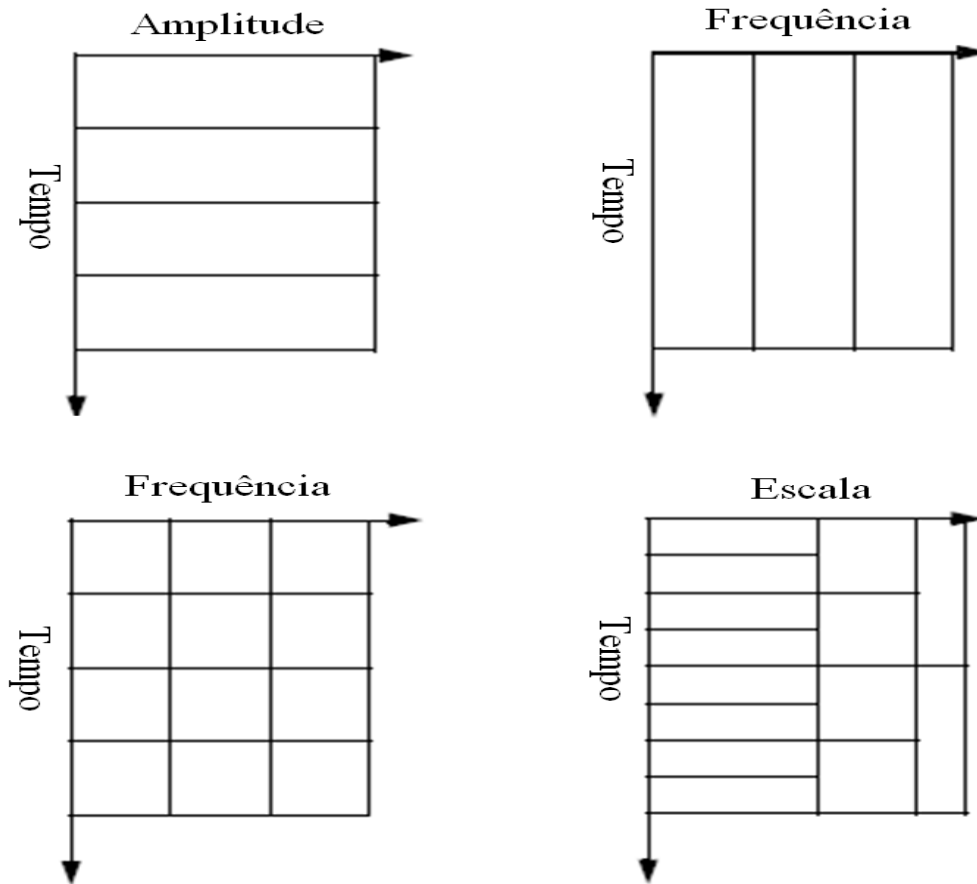 Amplitude
Tempo
Frequência
Tempo
Frequência
Tempo
Escala
Tempo